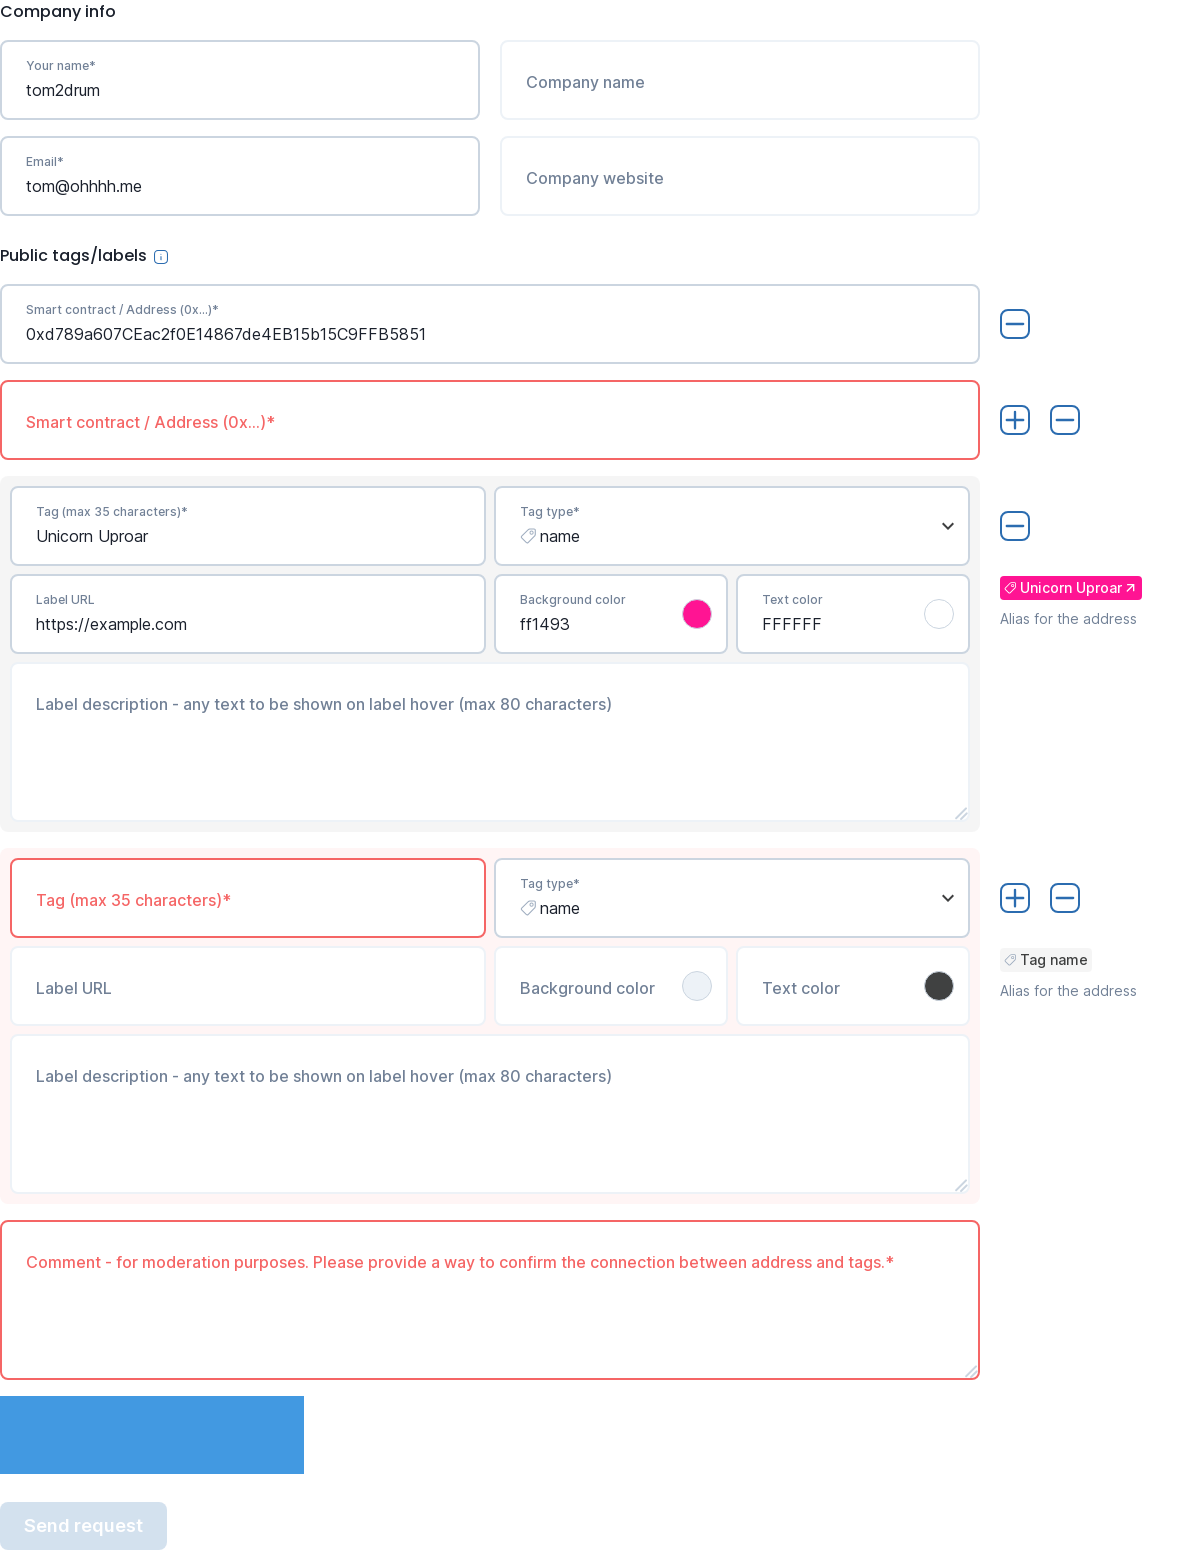 Company info
Your name*
tom2drum
Company name
Email*
tom@ohhhh.me
Company website
Public tags/labels
Smart contract / Address (0x...)*
0xd789a607CEac2f0E14867de4EB15b15C9FFB5851
Smart contract / Address (0x...)*
Tag (max 35 characters)*
Unicorn Uproar
Tag type*
name
Label URL
https://example.com
Background color
ff1493
Text color
FFFFFF
Unicorn Uproar
Alias for the address
Label description - any text to be shown on label hover (max 80 characters)
Tag (max 35 characters)*
Tag type*
name
Label URL
Background color
Text color
Tag name
Alias for the address
Label description - any text to be shown on label hover (max 80 characters)
Comment - for moderation purposes. Please provide a way to confirm the connection between address and tags.*
Send request